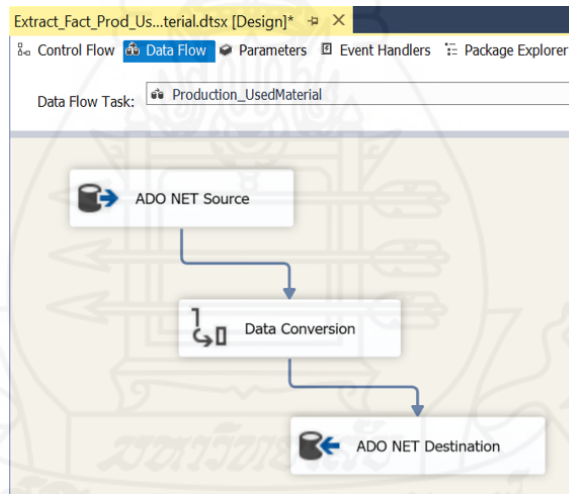 Extract_Fact_Prod_Us...terial.dtsx [Design]*
Control Flow Data Flow Parameters Event Handlers Package Explorer
Data Flow Task: Production_UsedMaterial
ADO NET Source
Data Conversion
ADO NET Destination